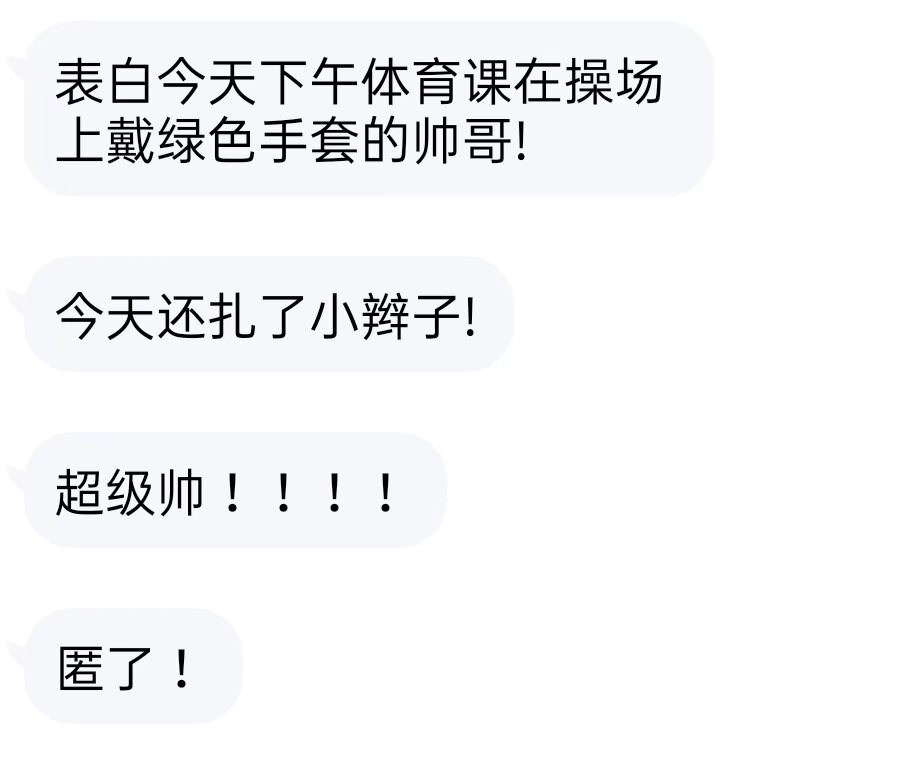 表白今天下午体育课在操场
上戴绿色手套的帅哥!
今天还扎了小辫子!
超级帅！！！！
匿了！